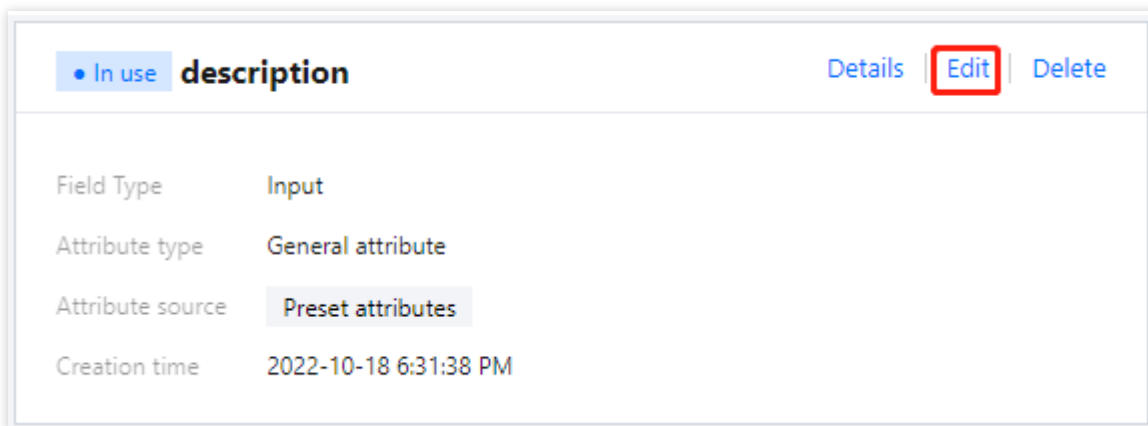 • In use description Details Edit Delete
Field Type Input
Attribute type General attribute
Attribute source Preset attributes
Creation time 2022-10-18 6:31:38 PM